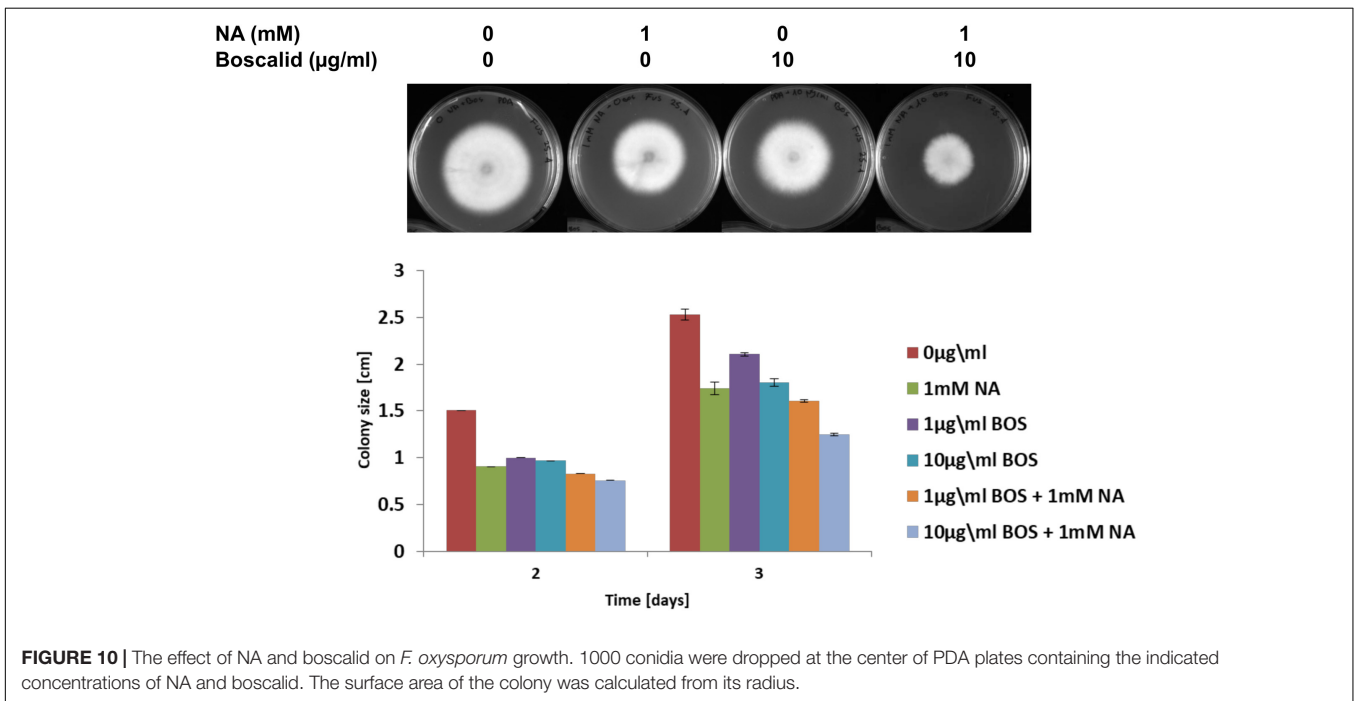 NA (mM) 0 1 0 1
Boscalid (µg/ml) 0 0 10 10
3
2.5
2
1.5
1
0.5
0
Colony size [cm]
2 3
Time [days]
0µg\ml
1mM NA
1µg\ml BOS
10µg\ml BOS
1µg\ml BOS + 1mM NA
10µg\ml BOS + 1mM NA
FIGURE 10 | The effect of NA and boscalid on F. oxysporum growth. 1000 conidia were dropped at the center of PDA plates containing the indicated
concentrations of NA and boscalid. The surface area of the colony was calculated from its radius.